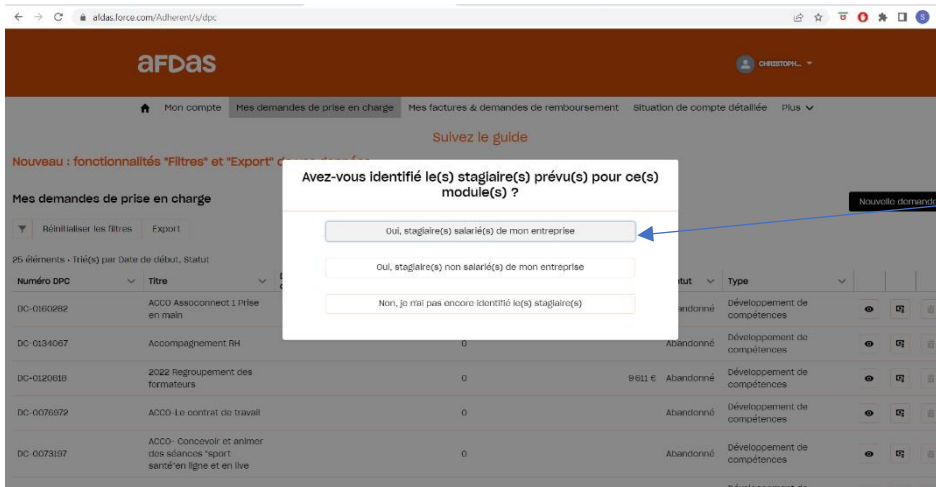 afdas.force.com/Adherent/s/dpc
S
aFDas
CHRISTOPH...
Mon compte Mes demandes de prise en charge Mes factures & demandes de remboursement Situation de compte détaillée Plus
Suivez le guide
Nouveau : fonctionnalités "Filtres" et "Export" de vos données
Avez-vous identifié le(s) stagiaire(s) prévu(s) pour ce(s)
module(s) ?
Mes demandes de prise en charge
Nouvelle demande
Oui, stagiaire(s) salarié(s) de mon entreprise
Réinitialiser les filtres Export
25 éléments • Trié(s) par Date de début, Statut
Oui, stagiaire(s) non salarié(s) de mon entreprise
Numéro DPC Titre Type
Non, je n'ai pas encore identifié le(s) stagiaire(s)
DC-0160282 ACCO Assoconnect 1 Prise
en main Développement de
compétences
DC-0134067 Accompagnement RH 0 Abandonné Développement de
compétences
DC-0120818 2022 Regroupement des
formateurs 0 9 611 € Abandonné Développement de
compétences
DC-0076972 ACCO-Le contrat de travail 0 Abandonné Développement de
compétences
DC-0073197 ACCO- Concevoir et animer
des séances "sport
santé"en ligne et en live 0 Abandonné Développement de
compétences